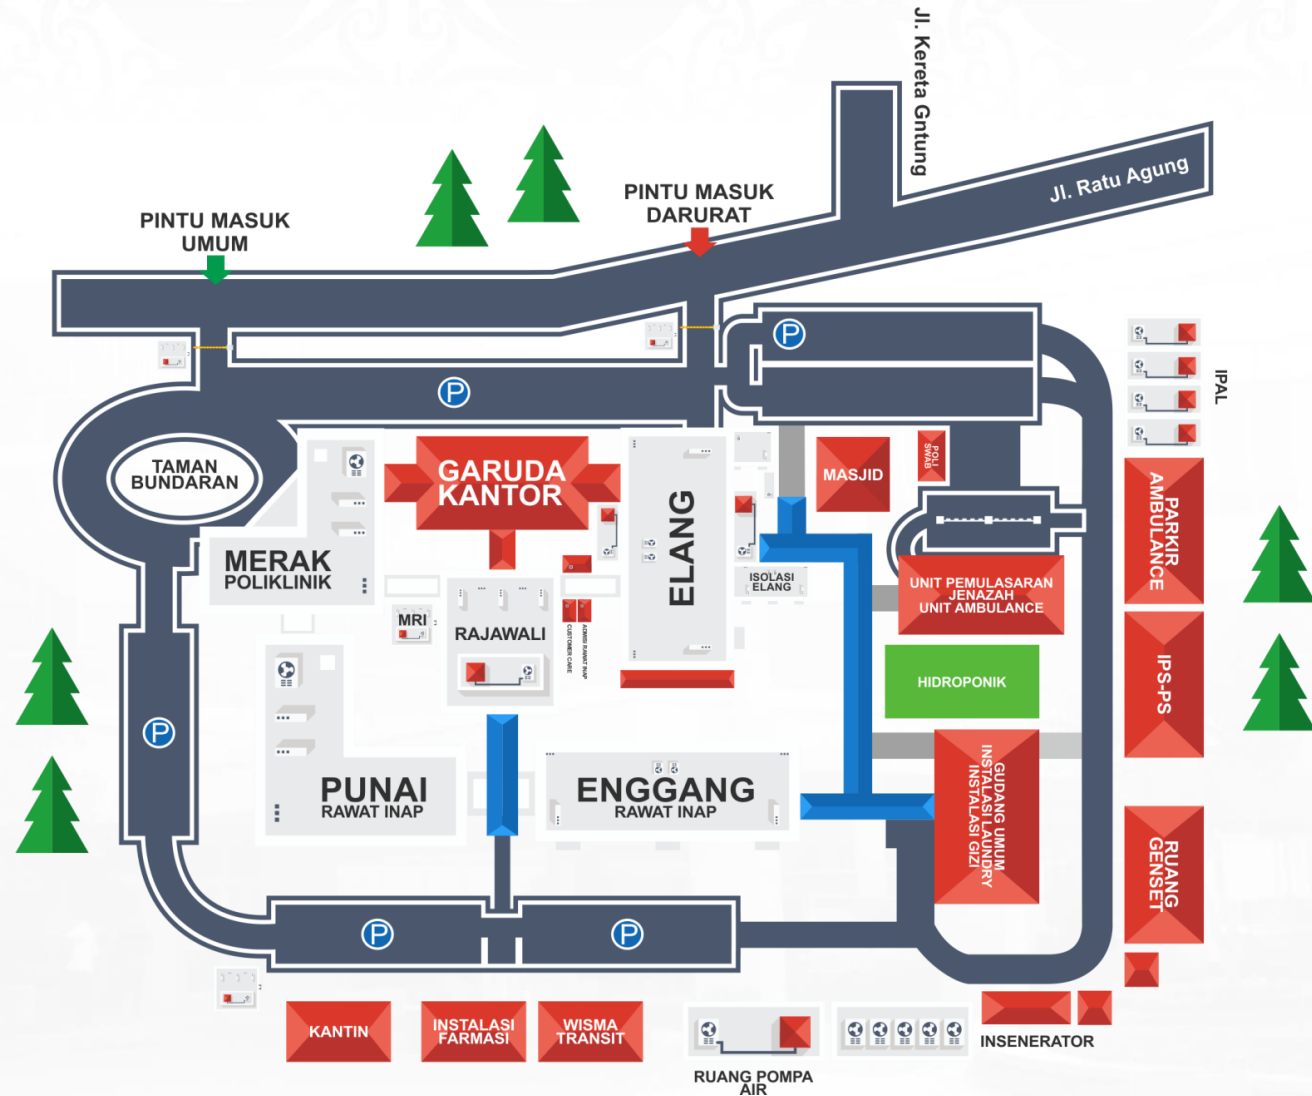 Jl. Kereta Gntung
Jl. Ratu Agung
PINTU MASUK
UMUM
PINTU MASUK
DARURAT
P
P
IPAL
TAMAN
BUNDARAN
GARUDA
KANTOR
ELANG
MASJID
POLI
SWAB
PARKIR
AMBULANCE
MERAK
POLIKLINIK
ISOLASI
ELANG
UNIT PEMULASARAN
JENAZAH
UNIT AMBULANCE
MRI
RAJAWALI
CUSTOMER CARE
ADMISI RAWAT INAP
HIDROPONIK
IPS-PS
P
PUNAI
RAWAT INAP
ENGGANG
RAWAT INAP
GUDANG UMUM
INSTALASI LAUNDRY
INSTALASI GIZI
RUANG
GENSET
P
P
KANTIN
INSTALASI
FARMASI
WISMA
TRANSIT
RUANG POMPA
AIR
INSENERATOR